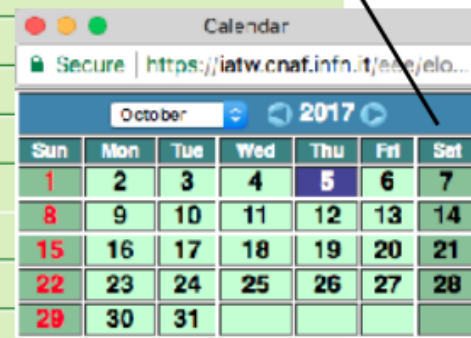 Calendar
Secure | https://iatw.cnaf.infn.it/eee/elo...
October 2017
Sun Mon Tue Wed Thu Fri Sat
1 2 3 4 5 6 7
8 9 10 11 12 13 14
15 16 17 18 19 20 21
22 23 24 25 26 27 28
29 30 31